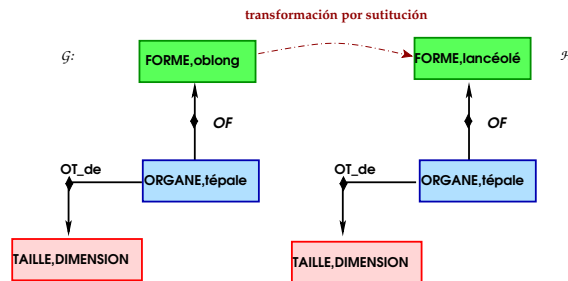 transformación por sutitución
G:
FORME,oblong
FORME,lancéolé
H
OF
OF
OT_de
OT_de
ORGANE,tépale
ORGANE,tépale
TAILLE,DIMENSION
TAILLE,DIMENSION